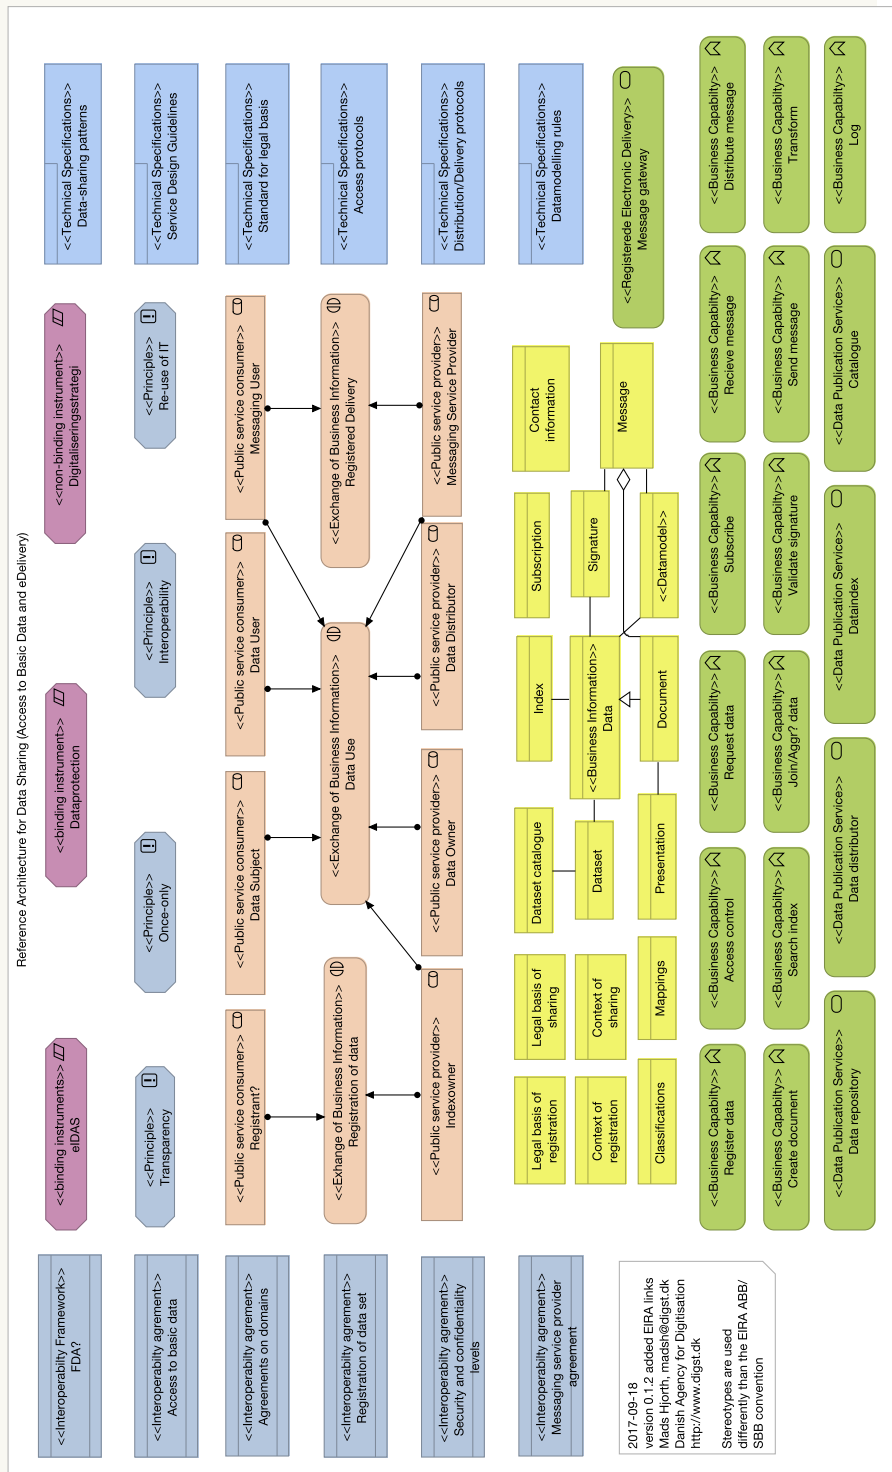 Reference Architecture for Data Sharing (Access to Basic Data and eDelivery)
<<Interoperabilty Framework>>
FDA?
<<binding instruments>>
eIDAS
<<binding instrument>>
Dataprotection
<<non-binding instrument>>
Digitaliseringsstrategi
<<Technical Specifications>>
Data-sharing patterns
<<Interoperabilty agrement>>
Access to basic data
<<Principle>>
Transparency
<<Principle>>
Once-only
<<Principle>>
Interoperability
<<Principle>>
Re-use of IT
<<Technical Specifications>>
Service Design Guidelines
<<Interoperabilty agrement>>
Agreements on domains
<<Public service consumer>>
Registrant?
<<Public service consumer>>
Data Subject
<<Public service consumer>>
Data User
<<Public service consumer>>
Messaging User
<<Technical Specifications>>
Standard for legal basis
<<Interoperabilty agrement>>
Registration of data set
<<Exhange of Business Information>>
Registration of data
<<Exchange of Business Information>>
Data Use
<<Exchange of Business Information>>
Registered Delivery
<<Technical Specifications>>
Access protocols
<<Interoperabilty agrement>>
Security and confidentiality
levels
<<Public service provider>>
Indexowner
<<Public service provider>>
Data Owner
<<Public service provider>>
Data Distributor
<<Public service provider>>
Messaging Service Provider
<<Technical Specifications>>
Distribution/Delivery protocols
<<Interoperabilty agrement>>
Messaging service provider
agreement
Legal basis of
registration
Legal basis of
sharing
Dataset catalogue
Index
Subscription
Contact
information
<<Technical Specifications>>
Datamodelling rules
Context of
registration
Context of
sharing
Dataset
<<Business Information>>
Data
Signature
Message
<<Registerede Electronic Delivery>>
Message gateway
Classifications
Mappings
Presentation
Document
<<Datamodel>>
2017-09-18
version 0.1.2 added EIRA links
Mads Hjorth, madsh@digst.dk
Danish Agency for Digitisation
http://www.digst.dk
Stereotypes are used
differently than the EIRA ABB/
SBB convention
<<Business Capabilty>>
Register data
<<Business Capabilty>>
Access control
<<Business Capabilty>>
Request data
<<Business Capabilty>>
Subscribe
<<Business Capabilty>>
Recieve message
<<Business Capabilty>>
Distribute message
<<Business Capabilty>>
Create document
<<Business Capabilty>>
Search index
<<Business Capabilty>>
Join/Aggr? data
<<Business Capabilty>>
Validate signature
<<Business Capabilty>>
Send message
<<Business Capabilty>>
Transform
<<Data Publication Service>>
Data repository
<<Data Publication Service>>
Data distributor
<<Data Publication Service>>
Dataindex
<<Data Publication Service>>
Catalogue
<<Business Capabilty>>
Log